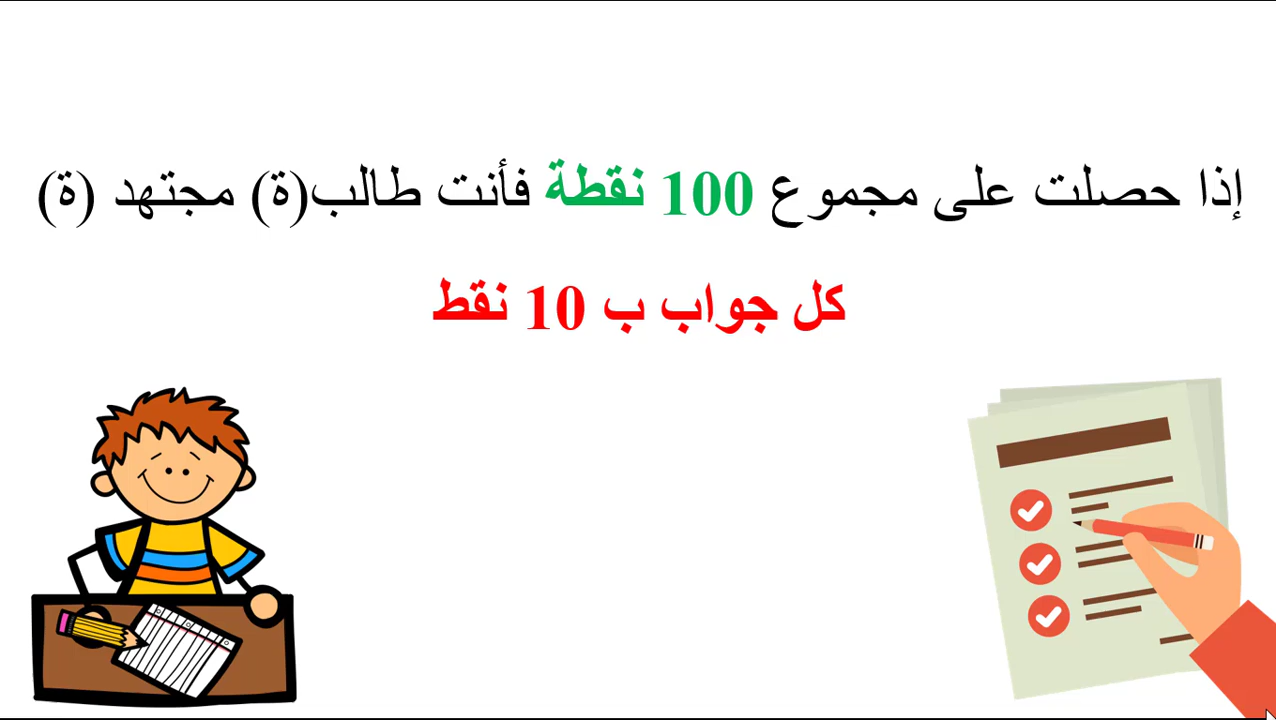 إذا حصلت على مجموع 100 نقطة فأنت طالب(ة) مجتهد (ة)
كل جواب ب 10 نقط